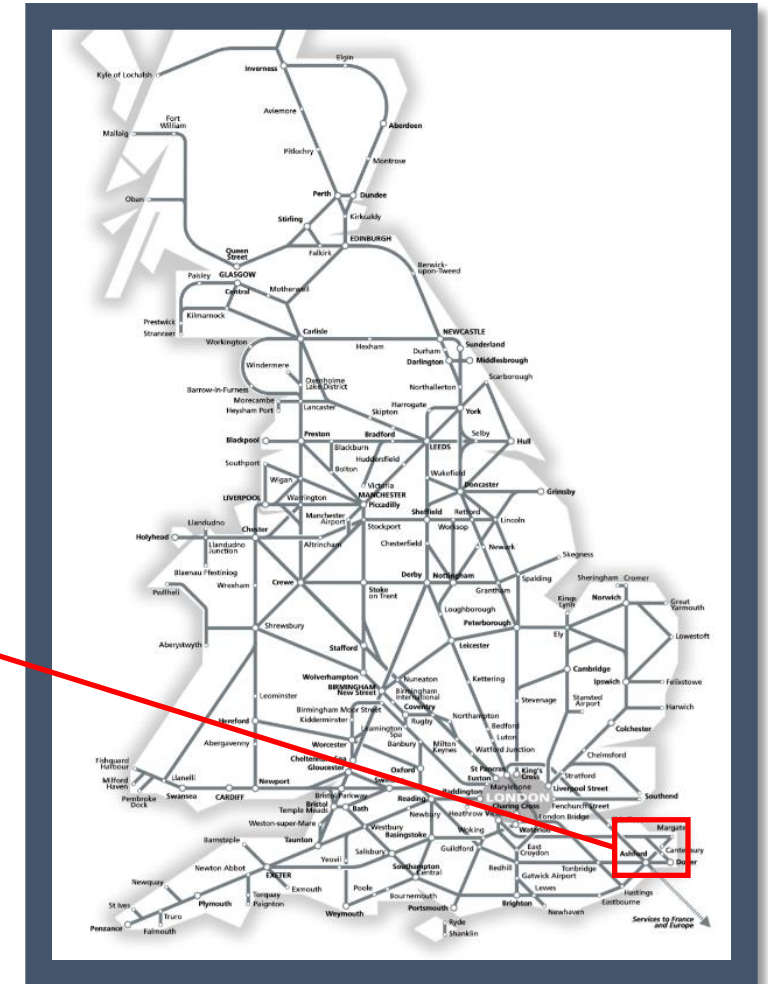 Elgin
Inverness
Kyle of Lochalsh
Aviemore
Fort
William
Mallaig
Aberdeen
Pitlochry
Montrose
Perth
Dundee
Oban
Kirkcaldy
Stirling
EDINBURGH
Queen
Street
Falkirk
Berwick-
upon-Tweed
Paisley
GLASGOW
Central
Motherwell
Kilmarnock
Prestwick
Stranraer
Carlisle
NEWCASTLE
Sunderland
Workington
Hexham
Durham
Darlington
Middlesbrough
Windermere
Scarborough
Oxenholme
Lake District
Northallerton
Barrow-in-Furness
Morecambe
Heysham Port
Lancaster
Harrogate
York
Skipton
Blackpool
Preston
Bradford
Selby
Hull
Blackburn
LEEDS
Huddersfield
Southport
Bolton
Wakefield
Wigan
Victoria
Doncaster
LIVERPOOL
Warrington
MANCHESTER
Piccadilly
Grimsby
Manchester
Airport
Sheffield
Retford
Llandudno
Stockport
Worksop
Lincoln
Holyhead
Chester
Llandudno
Junction
Altrincham
Chesterfield
Newark
Skegness
Blaenau Ffestiniog
Pwllheli
Wrexham
Crewe
Stoke
on Trent
Derby
Nottingham
Grantham
Spalding
Sheringham
Cromer
Kings
Lynn
Norwich
Great
Yarmouth
Loughborough
Shrewsbury
Peterborough
Ely
Lowestoft
Aberystwyth
Stafford
Leicester
Wolverhampton
BIRMINGHAM
New Street
Nuneaton
Birmingham
International
Kettering
Cambridge
Ipswich
Felixstowe
Leominster
Birmingham Moor Street
Coventry
Stevenage
Stansted
Airport
Harwich
Kidderminster
Rugby
Northampton
Hereford
Leamington
Spa
Bedford
Colchester
Abergavenny
Worcester
Banbury
Milton
Keynes
Luton
Watford Junction
Chelmsford
Fishguard
Harbour
Cheltenham Spa
Gloucester
Oxford
St Pancras
Euston
King's
Cross
Stratford
Milford
Haven
Llanelli
Newport
Paddington
Marylebone
Liverpool Street
Pembroke
Dock
Swansea
CARDIFF
Bristol Parkway
Reading
LONDON
Southend
Bristol
Temple Meads
Bath
Newbury
Heathrow
Charing Cross
Fenchurch Street
London Bridge
Weston-super-Mare
Westbury
Basingstoke
Woking
Waterloo
Margate
Barnstaple
Taunton
Salisbury
Guildford
East
Croydon
Ashford
Canterbury
Dover
Newton Abbot
Yeovil
Southampton
Central
Redhill
Tonbridge
EXETER
Gatwick Airport
Newquay
Exmouth
Poole
Lewes
Hastings
St Ives
Plymouth
Torquay
Paignton
Bournemouth
Portsmouth
Brighton
Eastbourne
Truro
Weymouth
Newhaven
Penzance
Falmouth
Ryde
Shanklin
Services to France
and Europe